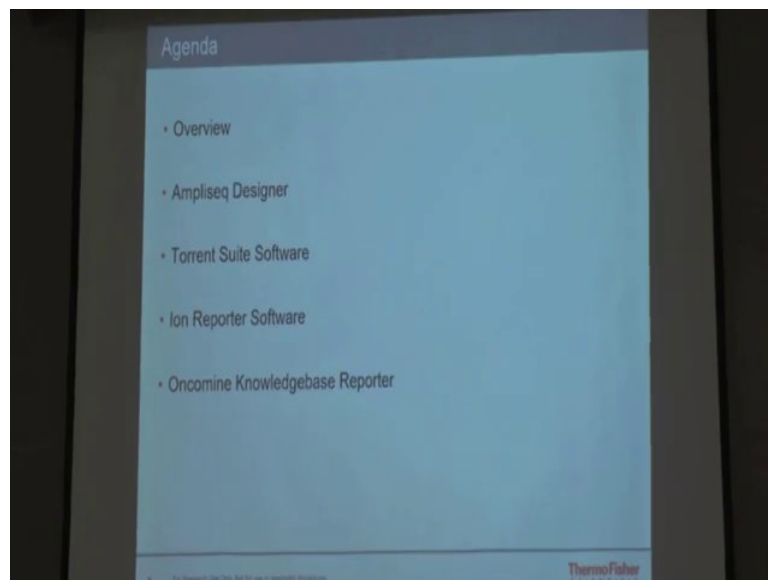 Agenda
• Overview
• Ampliseq Designer
• Torrent Suite Software
• Ion Reporter Software
• Oncomine Knowledgebase Reporter
ThermoFisher